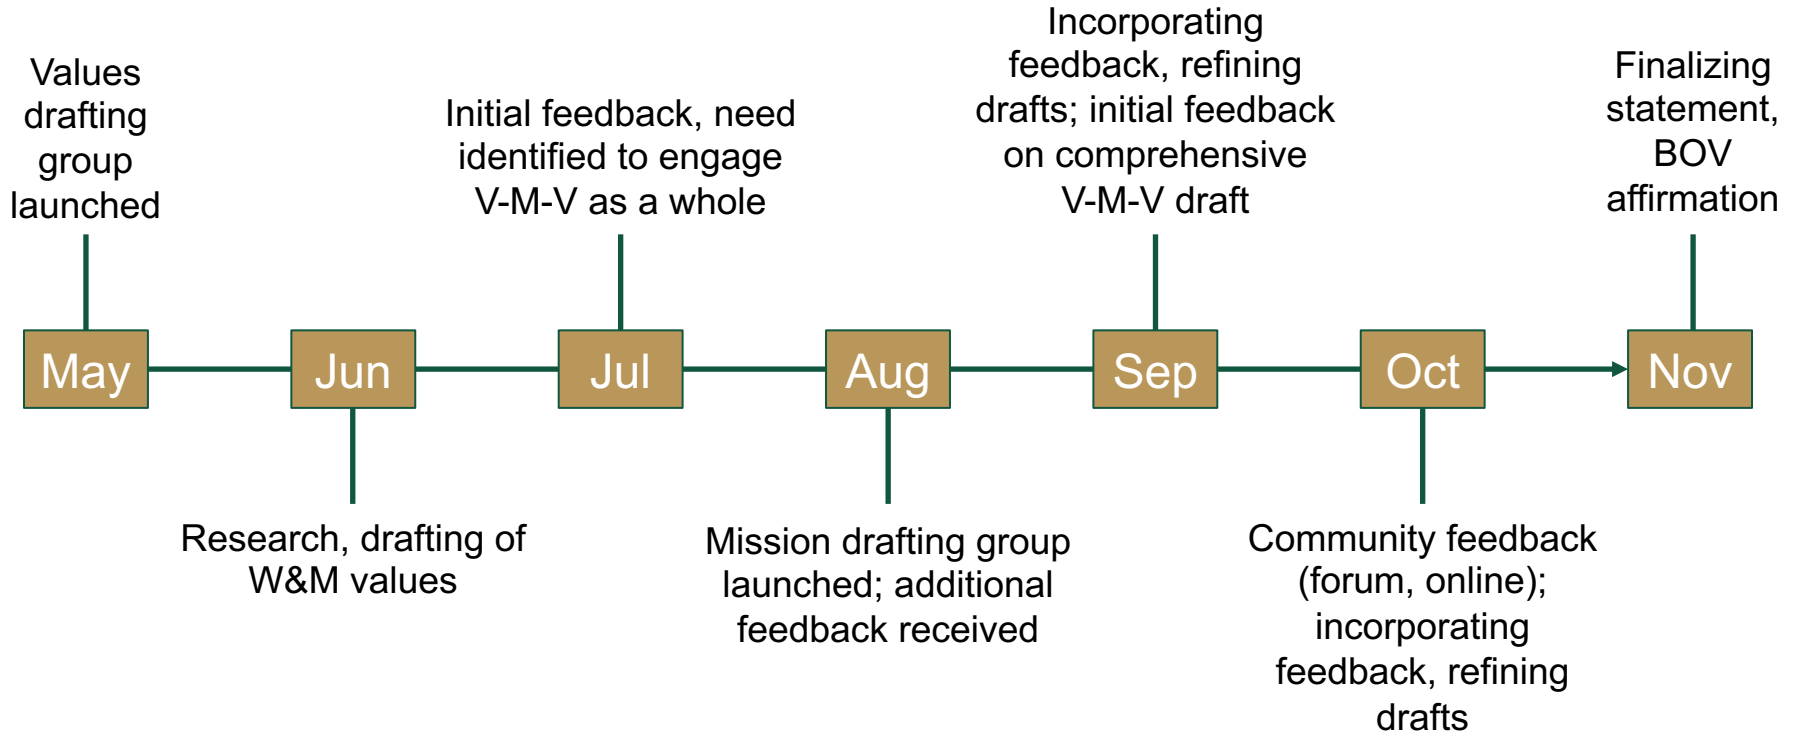 Values
drafting
group
launched
Initial feedback, need
identified to engage
V-M-V as a whole
Incorporating
feedback, refining
drafts; initial feedback
on comprehensive
V-M-V draft
Finalizing
statement,
BOV
affirmation
May
Jun
Jul
Aug
Sep
Oct
Nov
Research, drafting of
W&M values
Mission drafting group
launched; additional
feedback received
Community feedback
(forum, online);
incorporating
feedback, refining
drafts